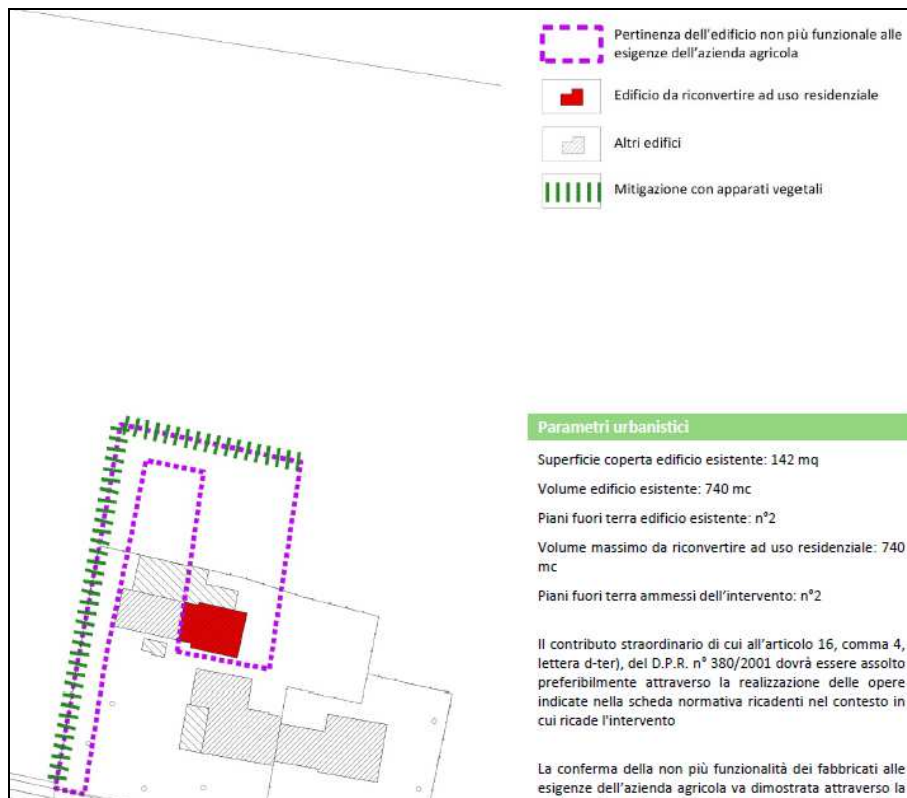 Pertinenza dell'edificio non più funzionale alle
esigenze dell'azienda agricola
Edificio da riconvertire ad uso residenziale
Altri edifici
Mitigazione con apparati vegetali
Parametri urbanistici
Superficie coperta edificio esistente: 142 mq
Volume edificio esistente: 740 mc
Piani fuori terra edificio esistente: n°2
Volume massimo da riconvertire ad uso residenziale: 740
mc
Piani fuori terra ammessi dell'intervento: n°2
Il contributo straordinario di cui all'articolo 16, comma 4,
lettera d-ter), del D.P.R. n° 380/2001 dovrà essere assolto
preferibilmente attraverso la realizzazione delle opere
indicate nella scheda normativa ricadenti nel contesto in
cui ricade l'intervento
La conferma della non più funzionalità dei fabbricati alle
esigenze dell'azienda agricola va dimostrata attraverso la